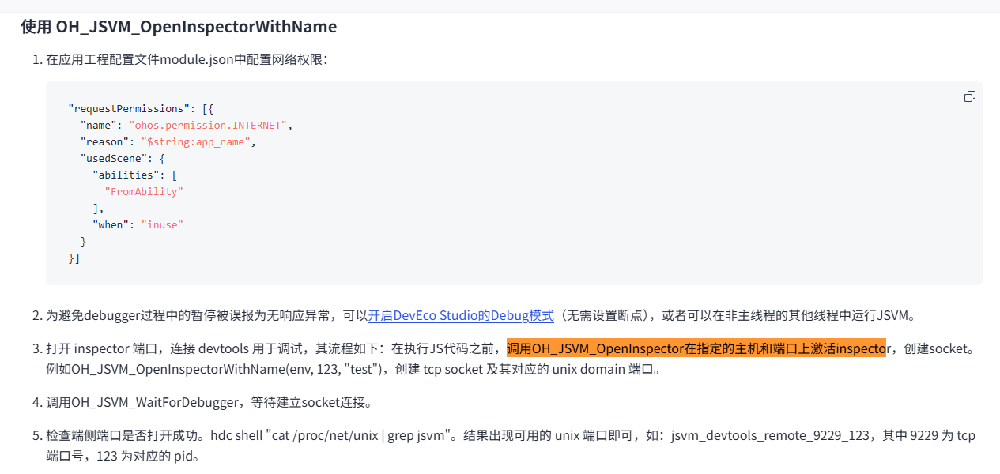 使用 OH_JSVM_OpenInspectorWithName
1. 在应用工程配置文件module.json中配置网络权限：
"requestPermissions": [{
  "name": "ohos.permission.INTERNET",
  "reason": "$string:app_name",
  "usedScene": {
    "abilities": [
      "FromAbility"
    ],
    "when": "inuse"
  }
}]
2. 为避免debugger过程中的暂停被误报为无响应异常，可以开启DevEco Studio的Debug模式（无需设置断点），或者可以在非主线程的其他线程中运行JSVM。
3. 打开 inspector 端口，连接 devtools 用于调试，其流程如下：在执行JS代码之前，调用OH_JSVM_OpenInspector在指定的主机和端口上激活inspector，创建socket。
例如OH_JSVM_OpenInspectorWithName(env, 123, "test")，创建 tcp socket 及其对应的 unix domain 端口。
4. 调用OH_JSVM_WaitForDebugger，等待建立socket连接。
5. 检查端侧端口是否打开成功。hdc shell "cat /proc/net/unix | grep jsvm"。结果出现可用的 unix 端口即可，如：jsvm_devtools_remote_9229_123，其中 9229 为 tcp
端口号，123 为对应的 pid。